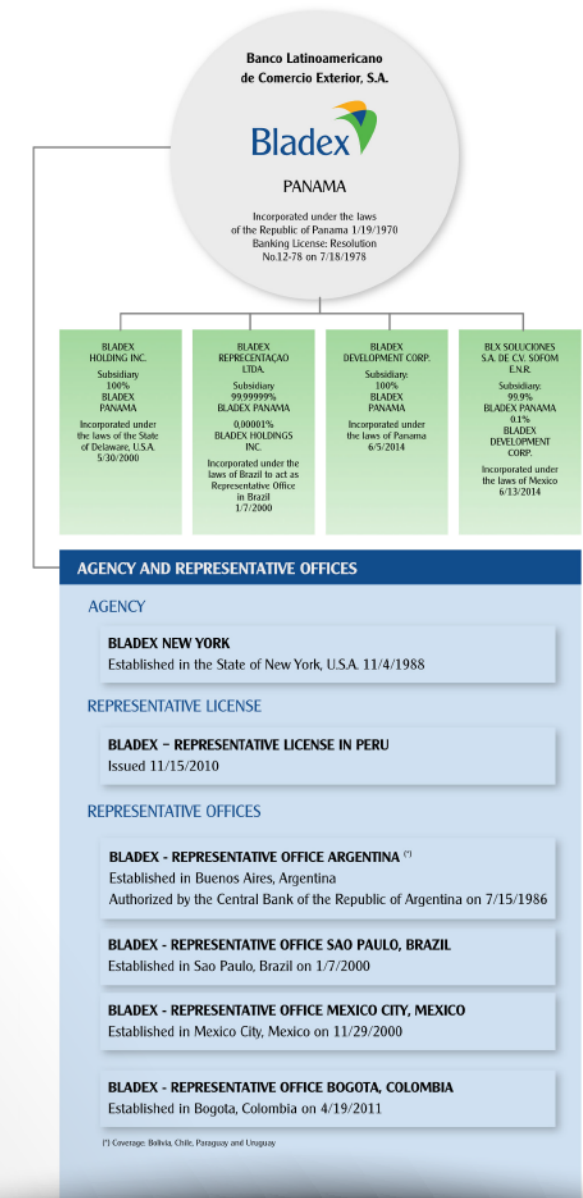 Banco Latinoamericano
de Comercio Exterior, S.A.
Bladex
PANAMA
Incorporated under the laws
of the Republic of Panama 1/19/1970
Banking License: Resolution
No.12-78 on 7/18/1978
BLADEX
HOLDING INC.
Subsidiary
100%
BLADEX
PANAMA
Incorporated under
the laws of the State
of Delaware, U.S.A.
5/30/2000
BLADEX
REPRECENTAÇAO
LTDA.
Subsidiary
99.99999%
BLADEX PANAMA
0,00001%
BLADEX HOLDINGS
INC.
Incorporated under the
laws of Brazil to act as
Representative Office
in Brazil
1/7/2000
BLADEX
DEVELOPMENT CORP.
Subsidiary:
100%
BLADEX
PANAMA
Incorporated under
the laws of Panama
6/5/2014
BLX SOLUCIONES
S.A. DE C.V. SOFOM
E.N.R.
Subsidiary:
99.9%
BLADEX PANAMA
0.1%
BLADEX
DEVELOPMENT
CORP.
Incorporated under
the laws of Mexico
6/13/2014
AGENCY AND REPRESENTATIVE OFFICES
AGENCY
BLADEX NEW YORK
Established in the State of New York, U.S.A. 11/4/1988
REPRESENTATIVE LICENSE
BLADEX – REPRESENTATIVE LICENSE IN PERU
Issued 11/15/2010
REPRESENTATIVE OFFICES
BLADEX - REPRESENTATIVE OFFICE ARGENTINA (*)
Established in Buenos Aires, Argentina
Authorized by the Central Bank of the Republic of Argentina on 7/15/1986
BLADEX - REPRESENTATIVE OFFICE SAO PAULO, BRAZIL
Established in Sao Paulo, Brazil on 1/7/2000
BLADEX - REPRESENTATIVE OFFICE MEXICO CITY, MEXICO
Established in Mexico City, Mexico on 11/29/2000
BLADEX - REPRESENTATIVE OFFICE BOGOTA, COLOMBIA
Established in Bogota, Colombia on 4/19/2011
(*) Coverage: Bolivia, Chile, Paraguay and Uruguay